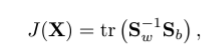 J(X) = tr (S_w^{-1} S_b) ,